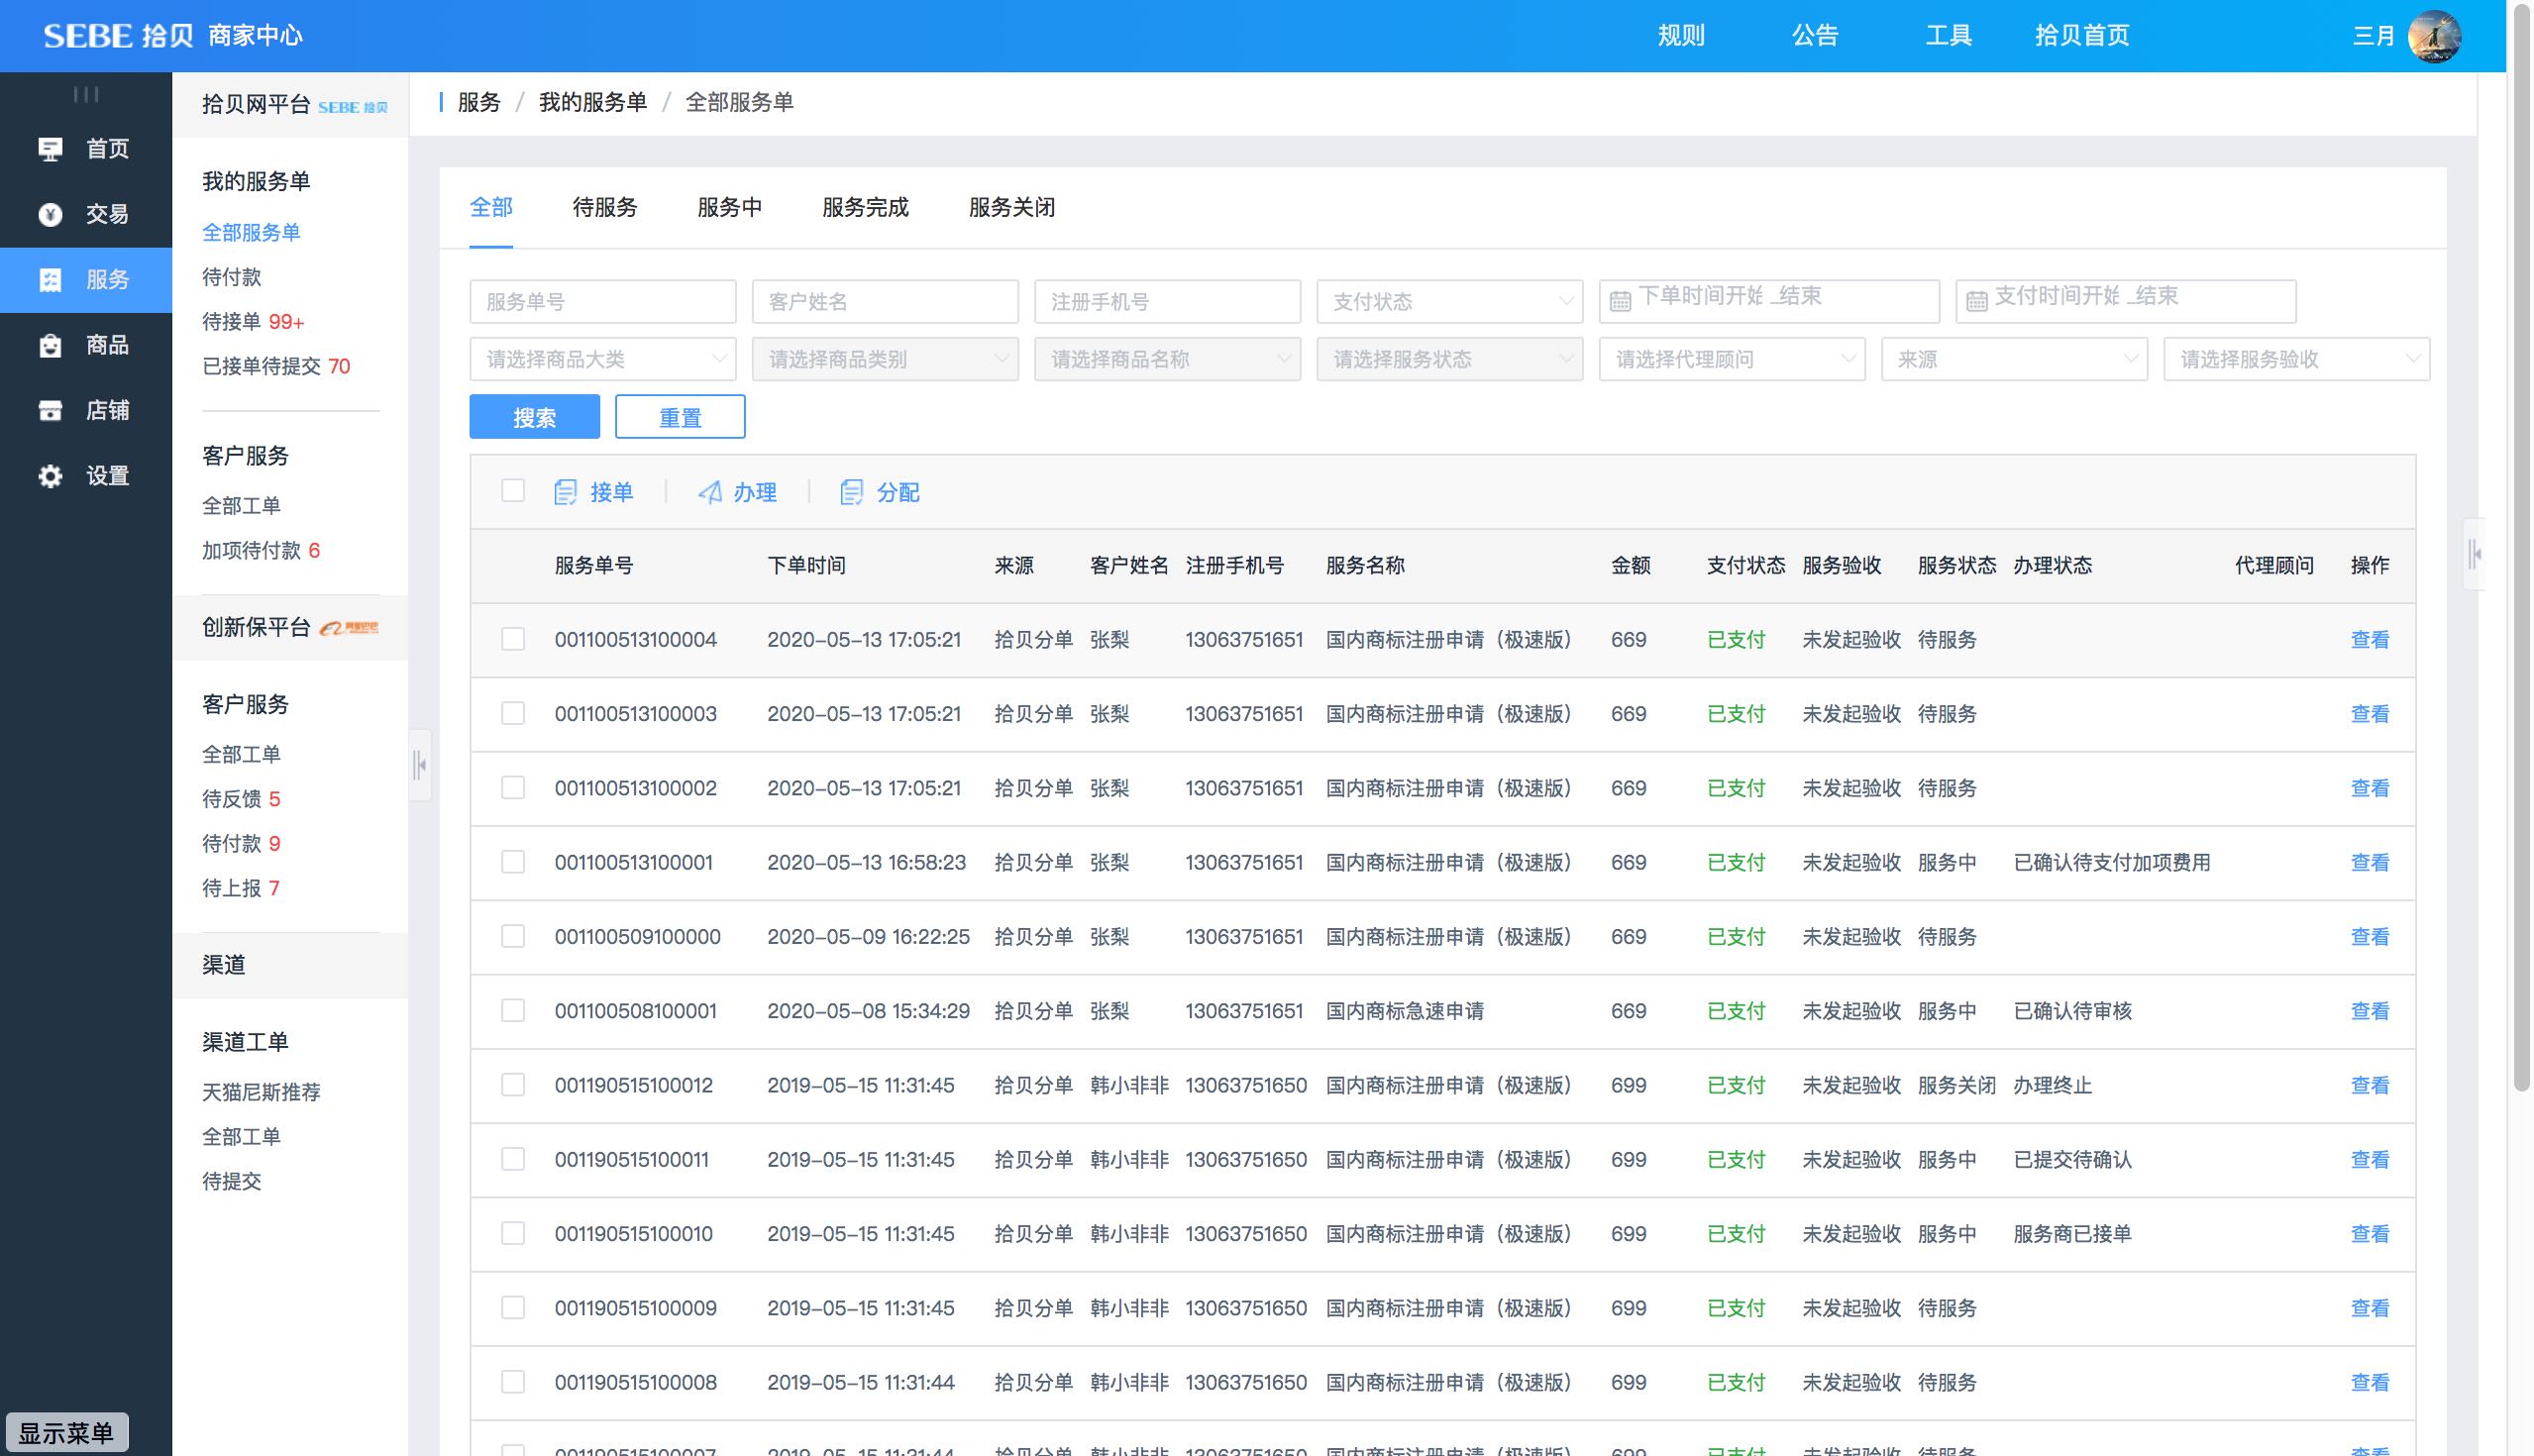 SEBE 拾贝 商家中心 规则 公告 工具 拾贝首页 三月
首页
交易
服务
商品
店铺
设置
显示菜单
拾贝网平台 SEBE 拾贝
我的服务单
全部服务单
待付款
待接单 99+
已接单待提交 70
客户服务
全部工单
加项待付款 6
创新保平台
客户服务
全部工单
待反馈 5
待付款 9
待上报 7
渠道
渠道工单
天猫尼斯推荐
全部工单
待提交
服务 / 我的服务单 / 全部服务单
全部 待服务 服务中 服务完成 服务关闭
服务单号 客户姓名 注册手机号 支付状态 下单时间开始 _结束 支付时间开始 _结束
请选择商品大类 请选择商品类别 请选择商品名称 请选择服务状态 请选择代理顾问 来源 请选择服务验收
搜索 重置
接单 办理 分配
服务单号 下单时间 来源 客户姓名 注册手机号 服务名称 金额 支付状态 服务验收 服务状态 办理状态 代理顾问 操作
001100513100004 2020-05-13 17:05:21 拾贝分单 张梨 13063751651 国内商标注册申请（极速版） 669 已支付 未发起验收 待服务 查看
001100513100003 2020-05-13 17:05:21 拾贝分单 张梨 13063751651 国内商标注册申请（极速版） 669 已支付 未发起验收 待服务 查看
001100513100002 2020-05-13 17:05:21 拾贝分单 张梨 13063751651 国内商标注册申请（极速版） 669 已支付 未发起验收 待服务 查看
001100513100001 2020-05-13 16:58:23 拾贝分单 张梨 13063751651 国内商标注册申请（极速版） 669 已支付 未发起验收 服务中 已确认待支付加项费用 查看
001100509100000 2020-05-09 16:22:25 拾贝分单 张梨 13063751651 国内商标注册申请（极速版） 669 已支付 未发起验收 待服务 查看
001100508100001 2020-05-08 15:34:29 拾贝分单 张梨 13063751651 国内商标急速申请 669 已支付 未发起验收 服务中 已确认待审核 查看
001190515100012 2019-05-15 11:31:45 拾贝分单 韩小非非 13063751650 国内商标注册申请（极速版） 699 已支付 未发起验收 服务关闭 办理终止 查看
001190515100011 2019-05-15 11:31:45 拾贝分单 韩小非非 13063751650 国内商标注册申请（极速版） 699 已支付 未发起验收 服务中 已提交待确认 查看
001190515100010 2019-05-15 11:31:45 拾贝分单 韩小非非 13063751650 国内商标注册申请（极速版） 699 已支付 未发起验收 服务中 服务商已接单 查看
001190515100009 2019-05-15 11:31:45 拾贝分单 韩小非非 13063751650 国内商标注册申请（极速版） 699 已支付 未发起验收 待服务 查看
001190515100008 2019-05-15 11:31:44 拾贝分单 韩小非非 13063751650 国内商标注册申请（极速版） 699 已支付 未发起验收 待服务 查看